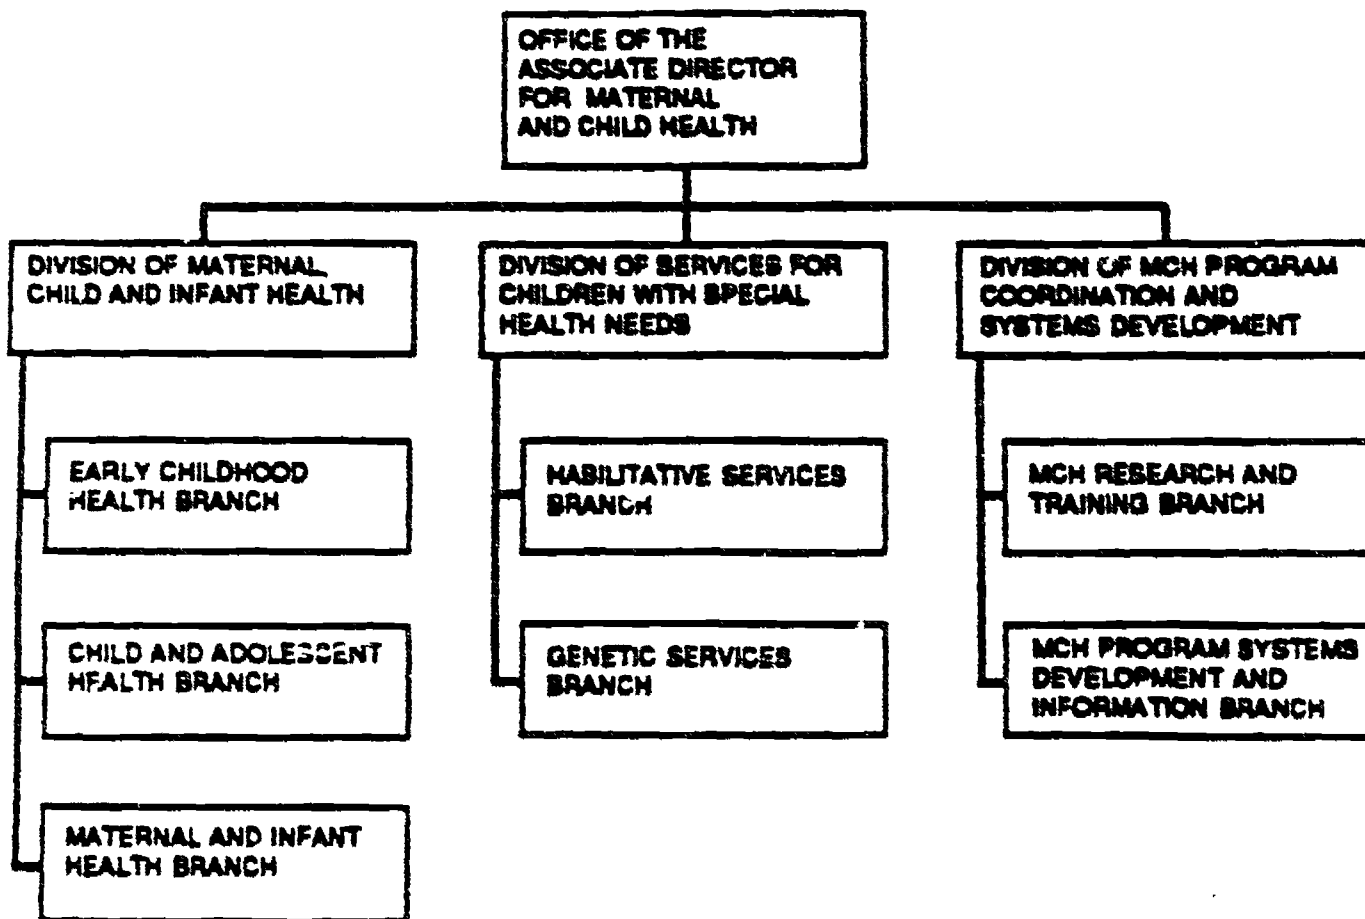 OFFICE OF THE
ASSOCIATE DIRECTOR
FOR MATERNAL
AND CHILD HEALTH
DIVISION OF MATERNAL,
CHILD AND INFANT HEALTH
DIVISION OF SERVICES FOR
CHILDREN WITH SPECIAL
HEALTH NEEDS
DIVISION OF MCH PROGRAM
COORDINATION AND
SYSTEMS DEVELOPMENT
EARLY CHILDHOOD
HEALTH BRANCH
HABILITATIVE SERVICES
BRANCH
MCH RESEARCH AND
TRAINING BRANCH
CHILD AND ADOLESCENT
HEALTH BRANCH
GENETIC SERVICES
BRANCH
MCH PROGRAM SYSTEMS
DEVELOPMENT AND
INFORMATION BRANCH
MATERNAL AND INFANT
HEALTH BRANCH